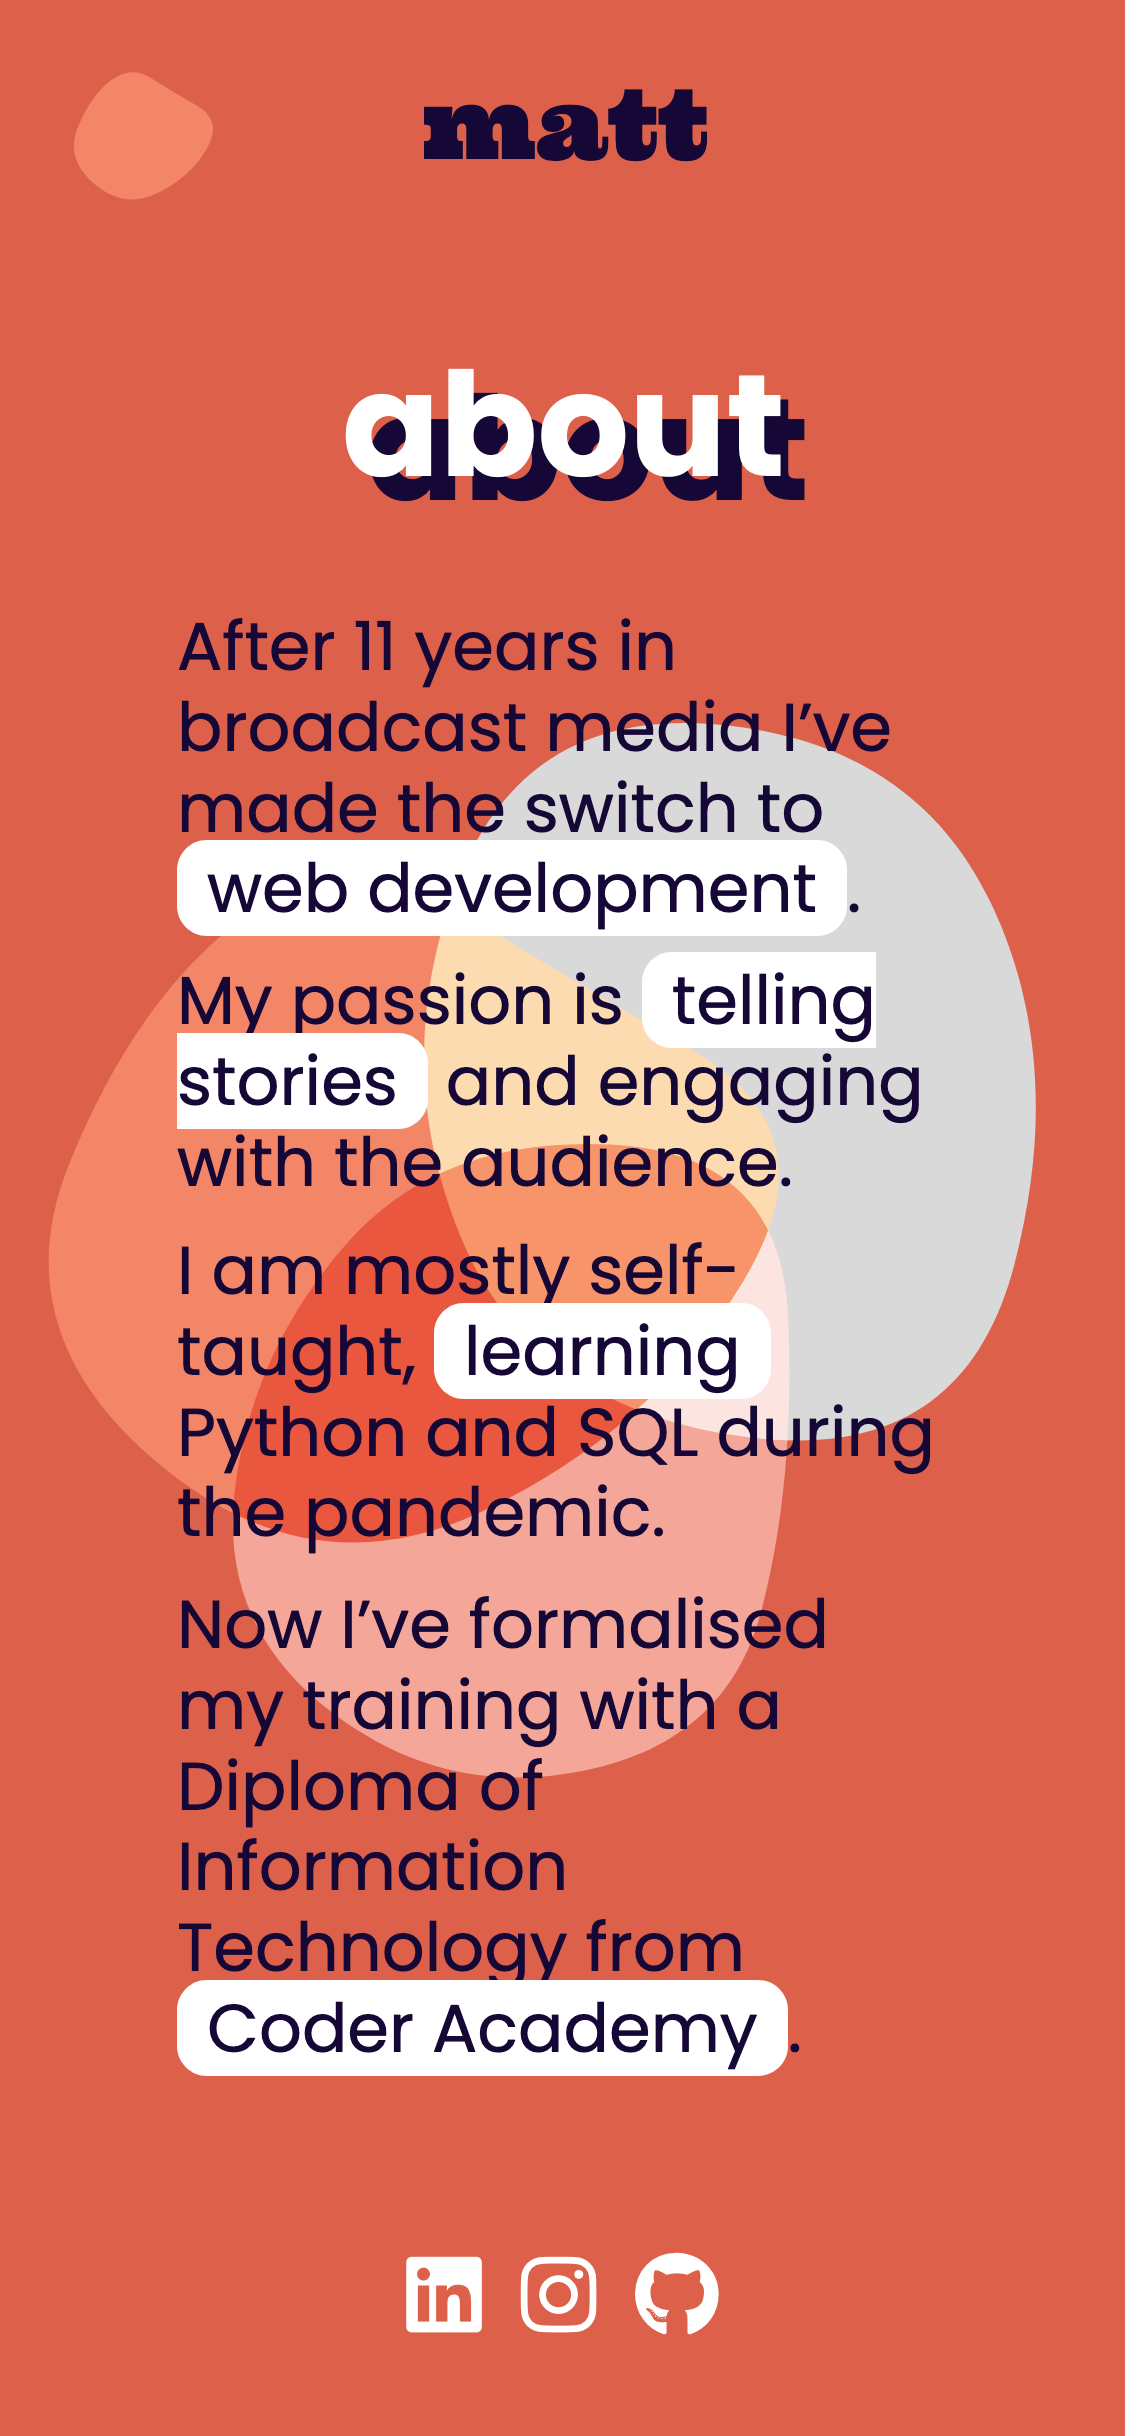 matt
about
After 11 years in
broadcast media I’ve
made the switch to
web development.
My passion is telling
stories and engaging
with the audience.
I am mostly self-
taught, learning
Python and SQL during
the pandemic.
Now I’ve formalised
my training with a
Diploma of
Information
Technology from
Coder Academy.
in